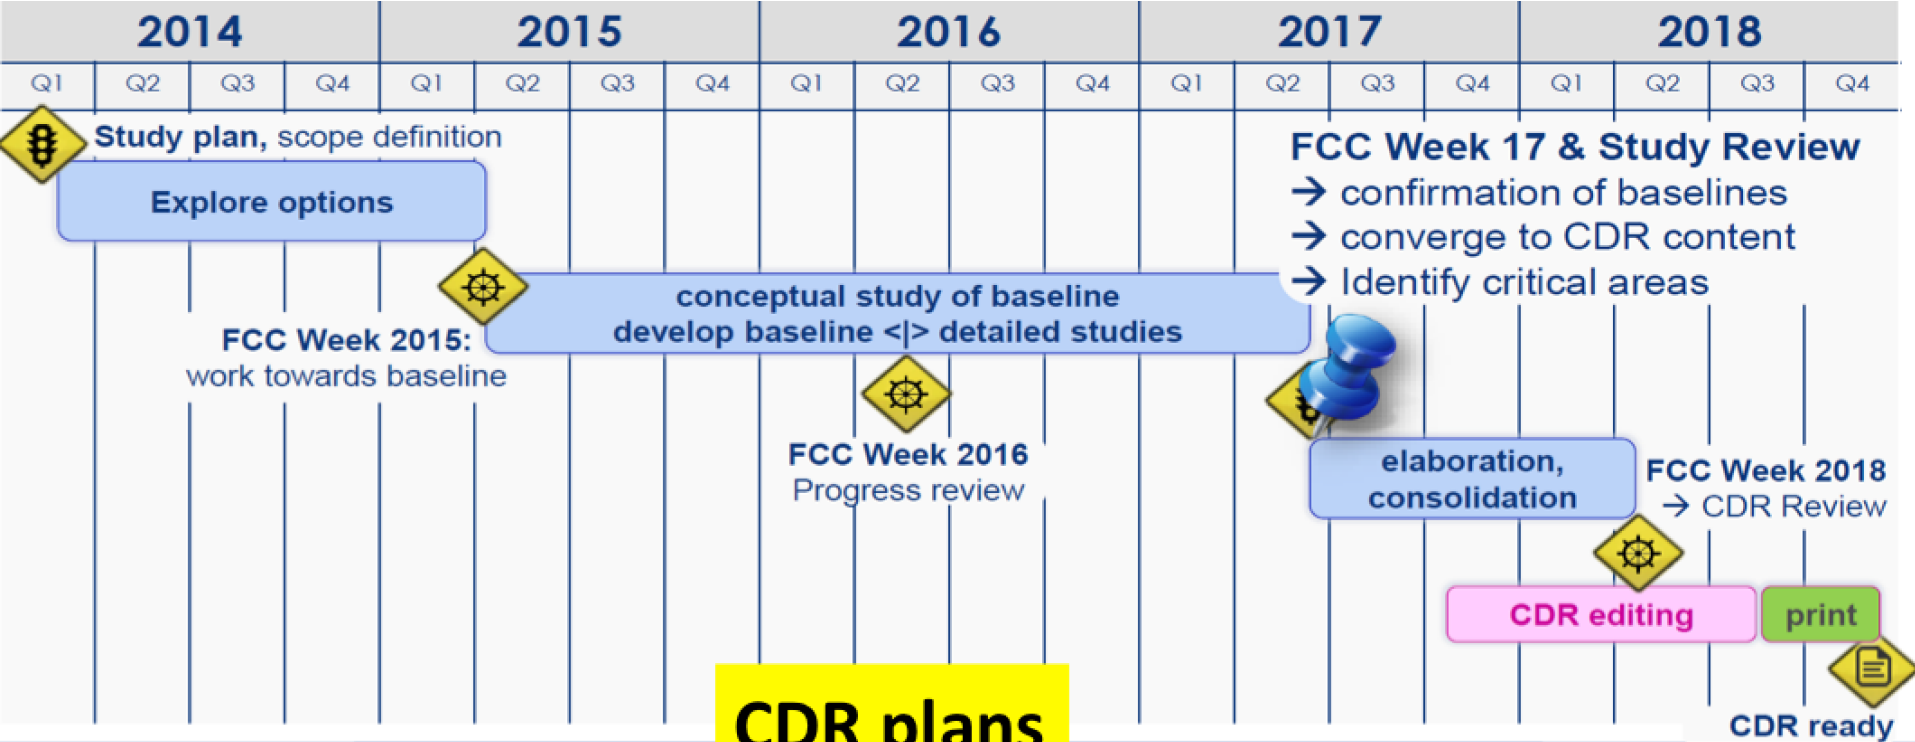 2014 2015 2016 2017 2018
Q1 Q2 Q3 Q4 Q1 Q2 Q3 Q4 Q1 Q2 Q3 Q4 Q1 Q2 Q3 Q4 Q1 Q2 Q3 Q4
Study plan, scope definition
Explore options
FCC Week 17 & Study Review
→ confirmation of baselines
→ converge to CDR content
→ Identify critical areas
conceptual study of baseline
develop baseline <|> detailed studies
FCC Week 2015:
work towards baseline
FCC Week 2016
Progress review
elaboration,
consolidation
FCC Week 2018
→ CDR Review
CDR editing
print
CDR plans
CDR ready